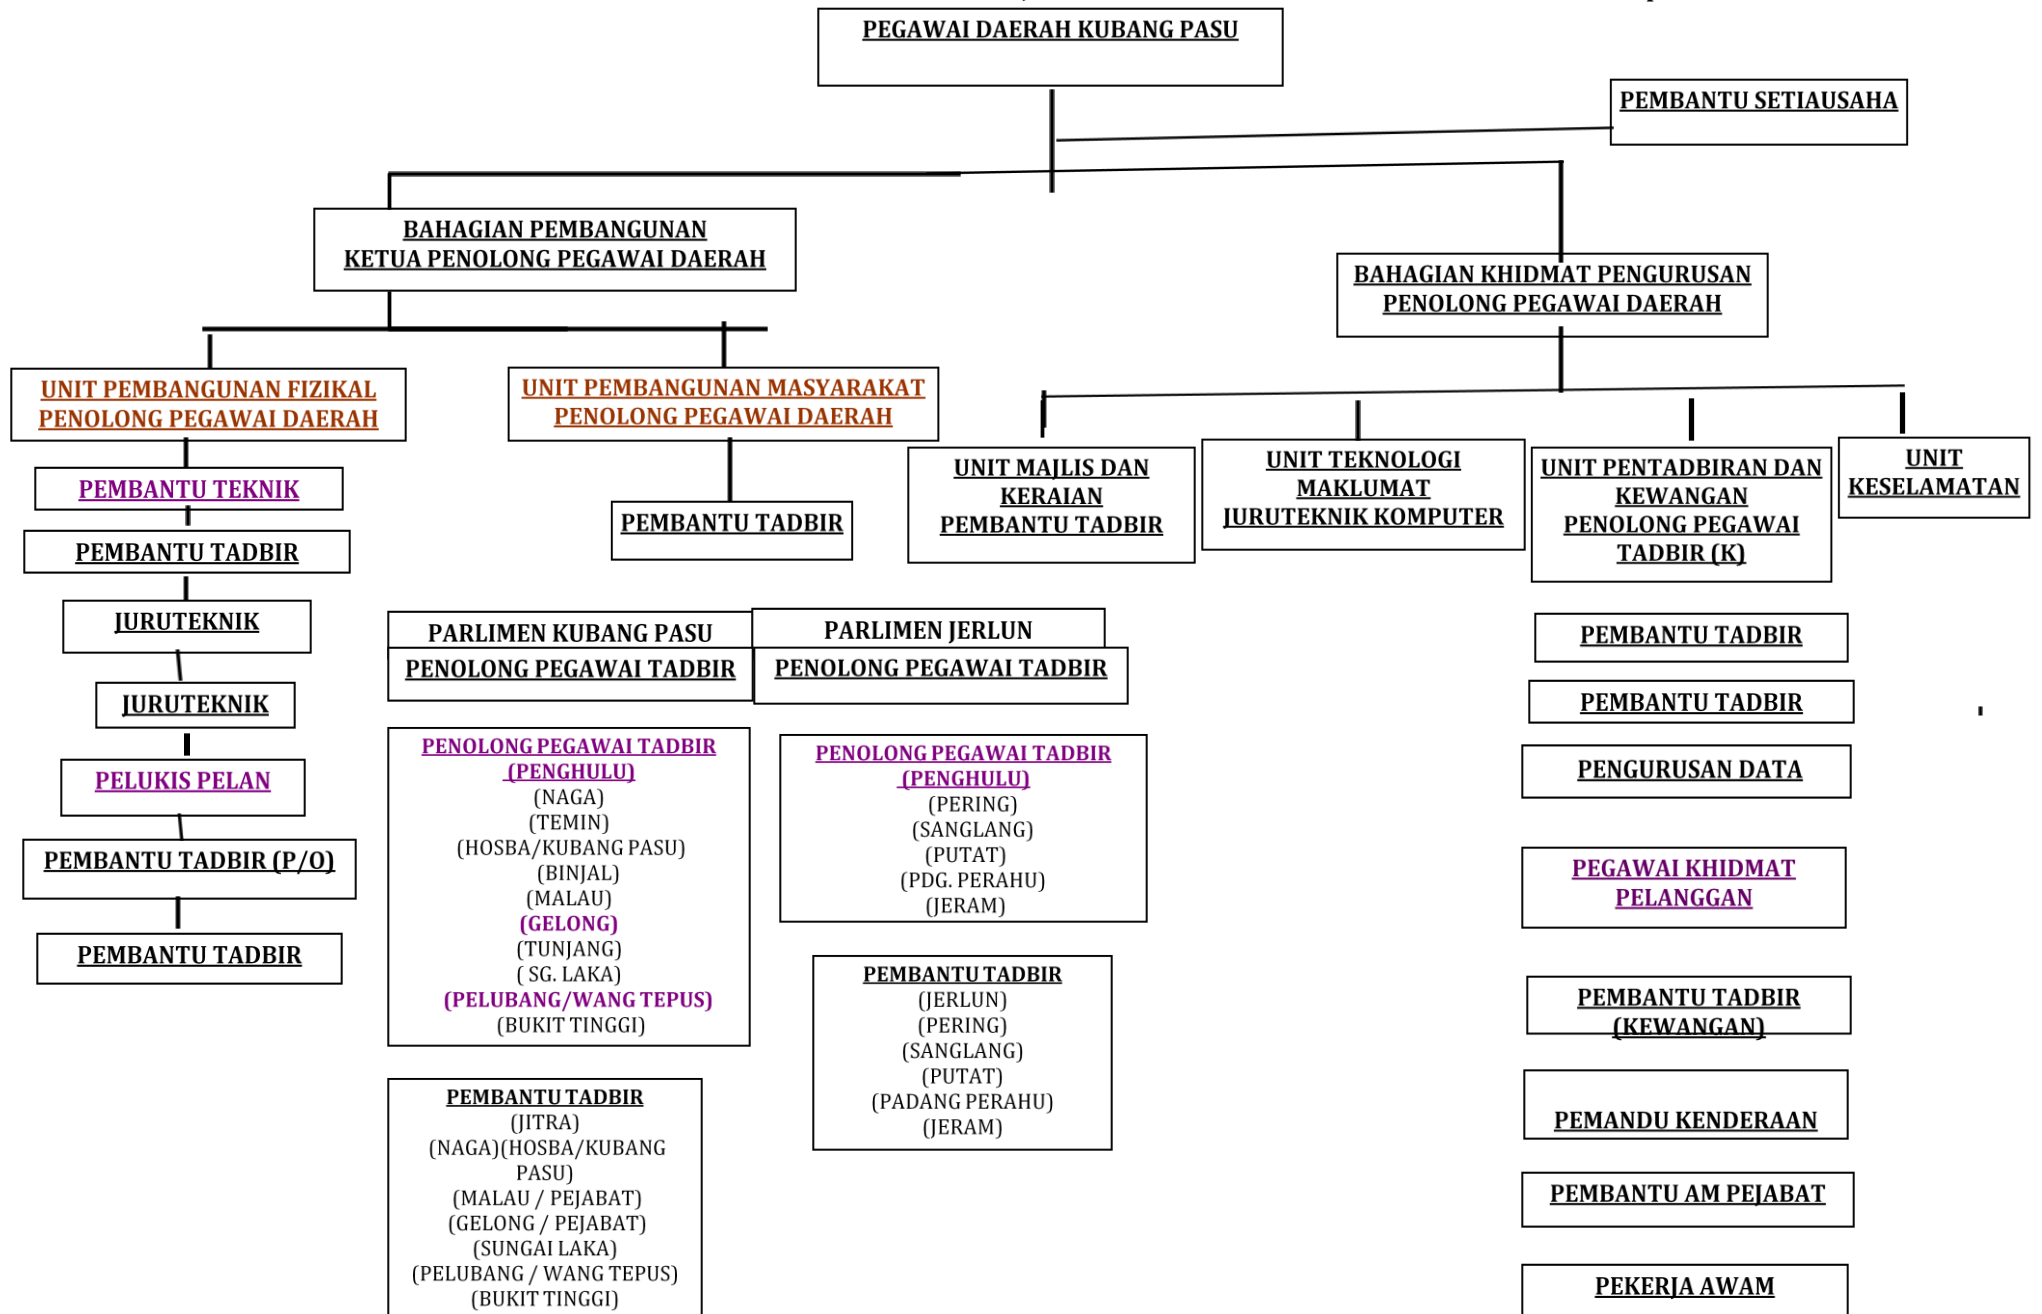 PEGAWAI DAERAH KUBANG PASU
PEMBANTU SETIAUSAHA
BAHAGIAN PEMBANGUNAN
KETUA PENOLONG PEGAWAI DAERAH
BAHAGIAN KHIDMAT PENGURUSAN
PENOLONG PEGAWAI DAERAH
UNIT PEMBANGUNAN FIZIKAL
PENOLONG PEGAWAI DAERAH
UNIT PEMBANGUNAN MASYARAKAT
PENOLONG PEGAWAI DAERAH
UNIT MAJLIS DAN
KERAIAN
PEMBANTU TADBIR
UNIT TEKNOLOGI
MAKLUMAT
JURUTEKNIK KOMPUTER
UNIT PENTADBIRAN DAN
KEWANGAN
PENOLONG PEGAWAI
TADBIR (K)
UNIT
KESELAMATAN
PEMBANTU TEKNIK
PEMBANTU TADBIR
JURUTEKNIK
JURUTEKNIK
PELUKIS PELAN
PEMBANTU TADBIR (P/O)
PEMBANTU TADBIR
PEMBANTU TADBIR
PARLIMEN KUBANG PASU
PENOLONG PEGAWAI TADBIR
PENOLONG PEGAWAI TADBIR
(PENGHULU)
(NAGA)
(TEMIN)
(HOSBA/KUBANG PASU)
(BINJAL)
(MALAU)
(GELONG)
(TUNJANG)
( SG. LAKA)
(PELUBANG/WANG TEPUS)
(BUKIT TINGGI)
PEMBANTU TADBIR
(JITRA)
(NAGA)(HOSBA/KUBANG
PASU)
(MALAU / PEJABAT)
(GELONG / PEJABAT)
(SUNGAI LAKA)
(PELUBANG / WANG TEPUS)
(BUKIT TINGGI)
PARLIMEN JERLUN
PENOLONG PEGAWAI TADBIR
PENOLONG PEGAWAI TADBIR
(PENGHULU)
(PERING)
(SANGLANG)
(PUTAT)
(PDG. PERAHU)
(JERAM)
PEMBANTU TADBIR
(JERLUN)
(PERING)
(SANGLANG)
(PUTAT)
(PADANG PERAHU)
(JERAM)
PEMBANTU TADBIR
PEMBANTU TADBIR
PENGURUSAN DATA
PEGAWAI KHIDMAT
PELANGGAN
PEMBANTU TADBIR
(KEWANGAN)
PEMANDU KENDERAAN
PEMBANTU AM PEJABAT
PEKERJA AWAM